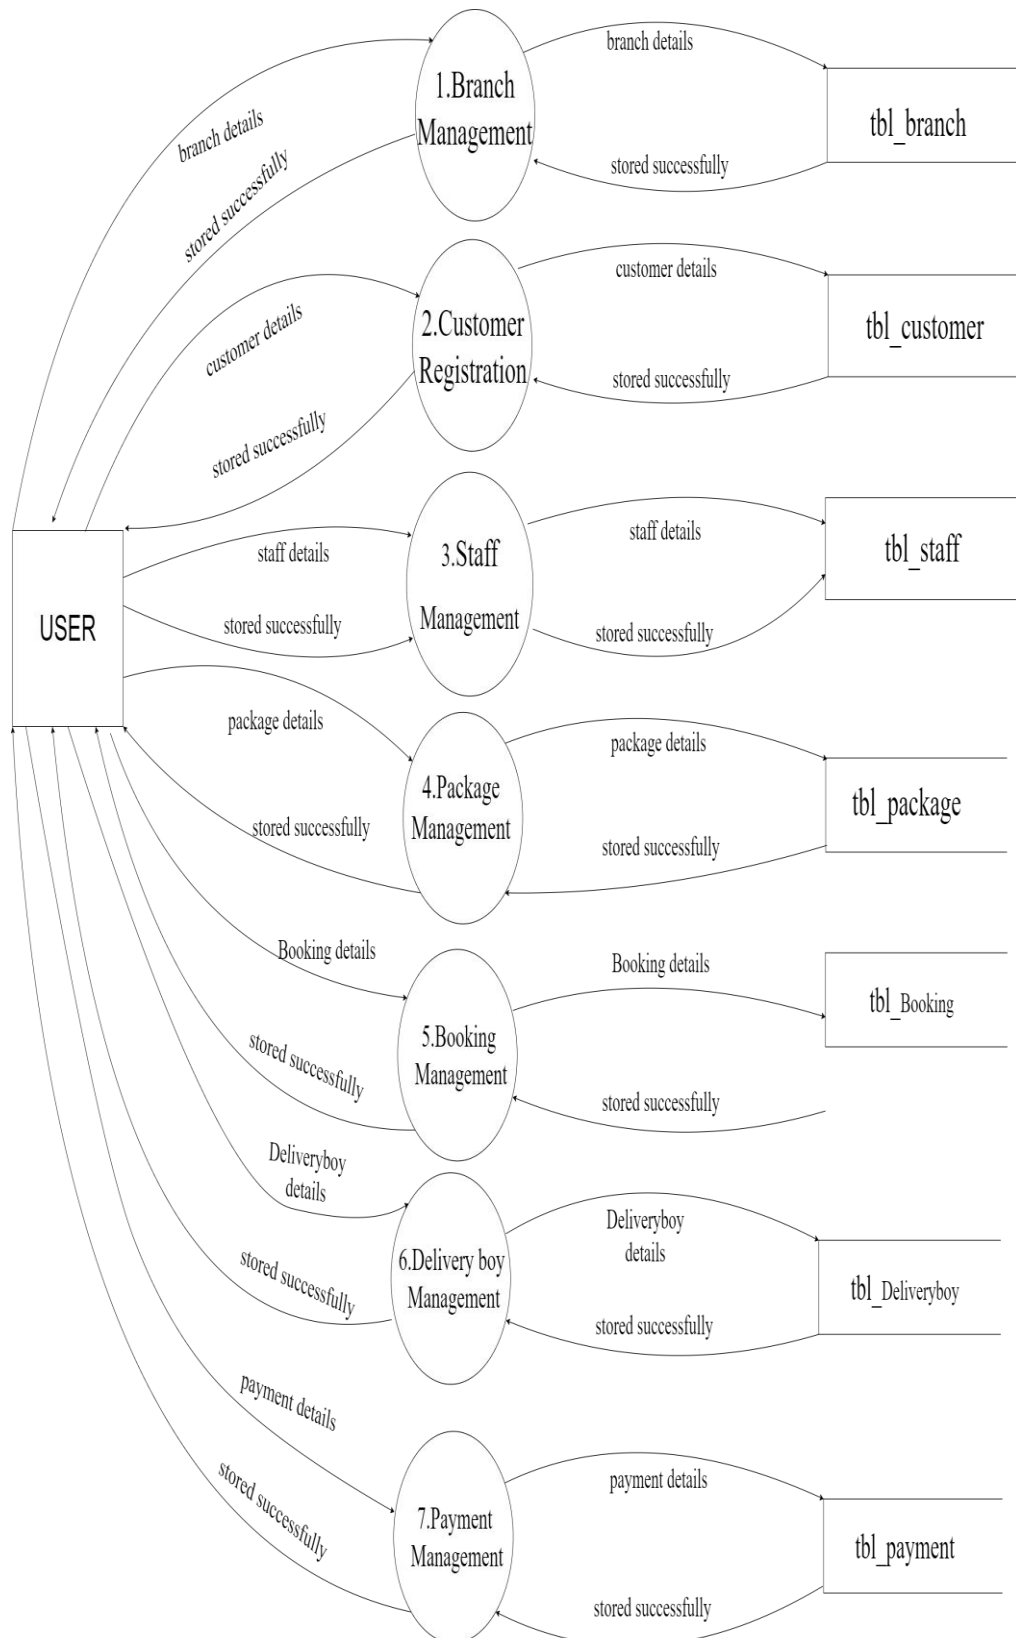 branch details
1.Branch
Management
branch details
tbl_branch
stored successfully
stored successfully
customer details
2.Customer
Registration
customer details
tbl_customer
stored successfully
stored successfully
USER
staff details
3.Staff
Management
staff details
tbl_staff
stored successfully
stored successfully
package details
4.Package
Management
package details
tbl_package
stored successfully
stored successfully
Booking details
5.Booking
Management
Booking details
tbl_Booking
stored successfully
stored successfully
Deliveryboy
details
6.Delivery boy
Management
Deliveryboy
details
tbl_Deliveryboy
stored successfully
stored successfully
payment details
7.Payment
Management
payment details
tbl_payment
stored successfully
stored successfully